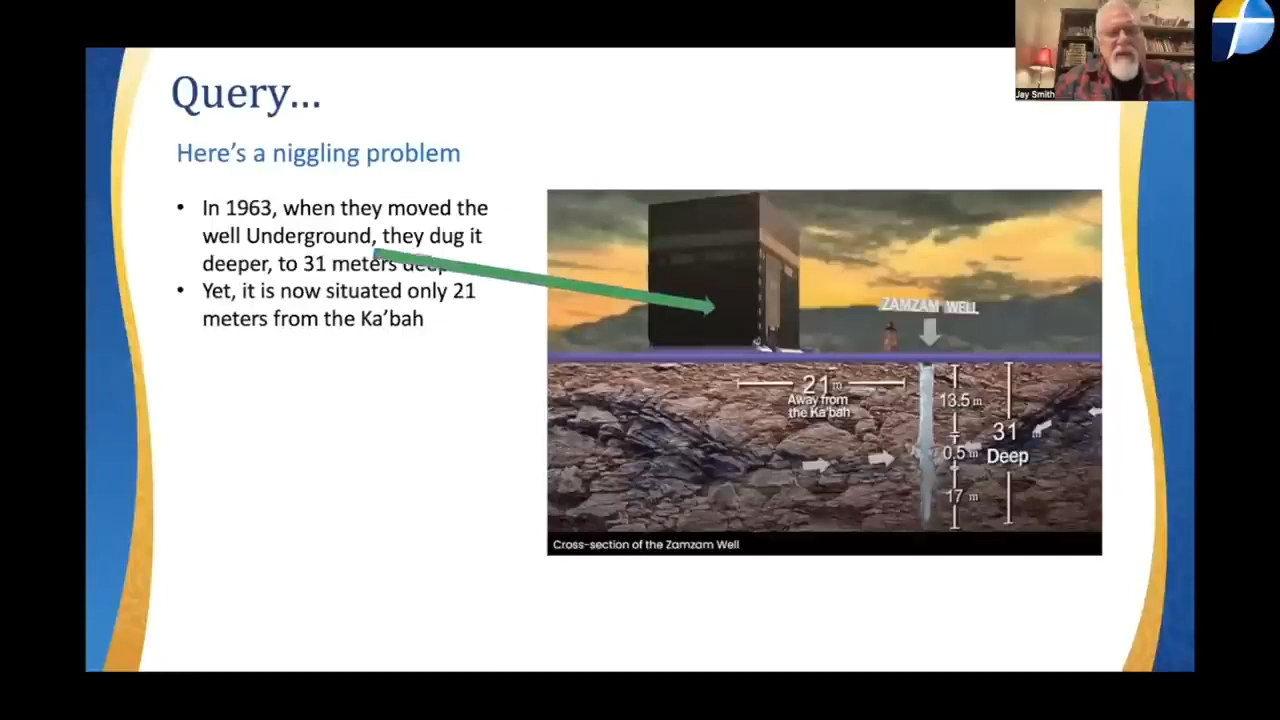 Query...
Here's a niggling problem
• In 1963, when they moved the
well Underground, they dug it
deeper, to 31 meters deep
• Yet, it is now situated only 21
meters from the Ka'bah
ZAMZAM WELL
21 m
Away from
the Ka'bah
13.5 m
0.5 m
17 m
31 m
Deep
Cross-section of the Zamzam Well
Jay Smith